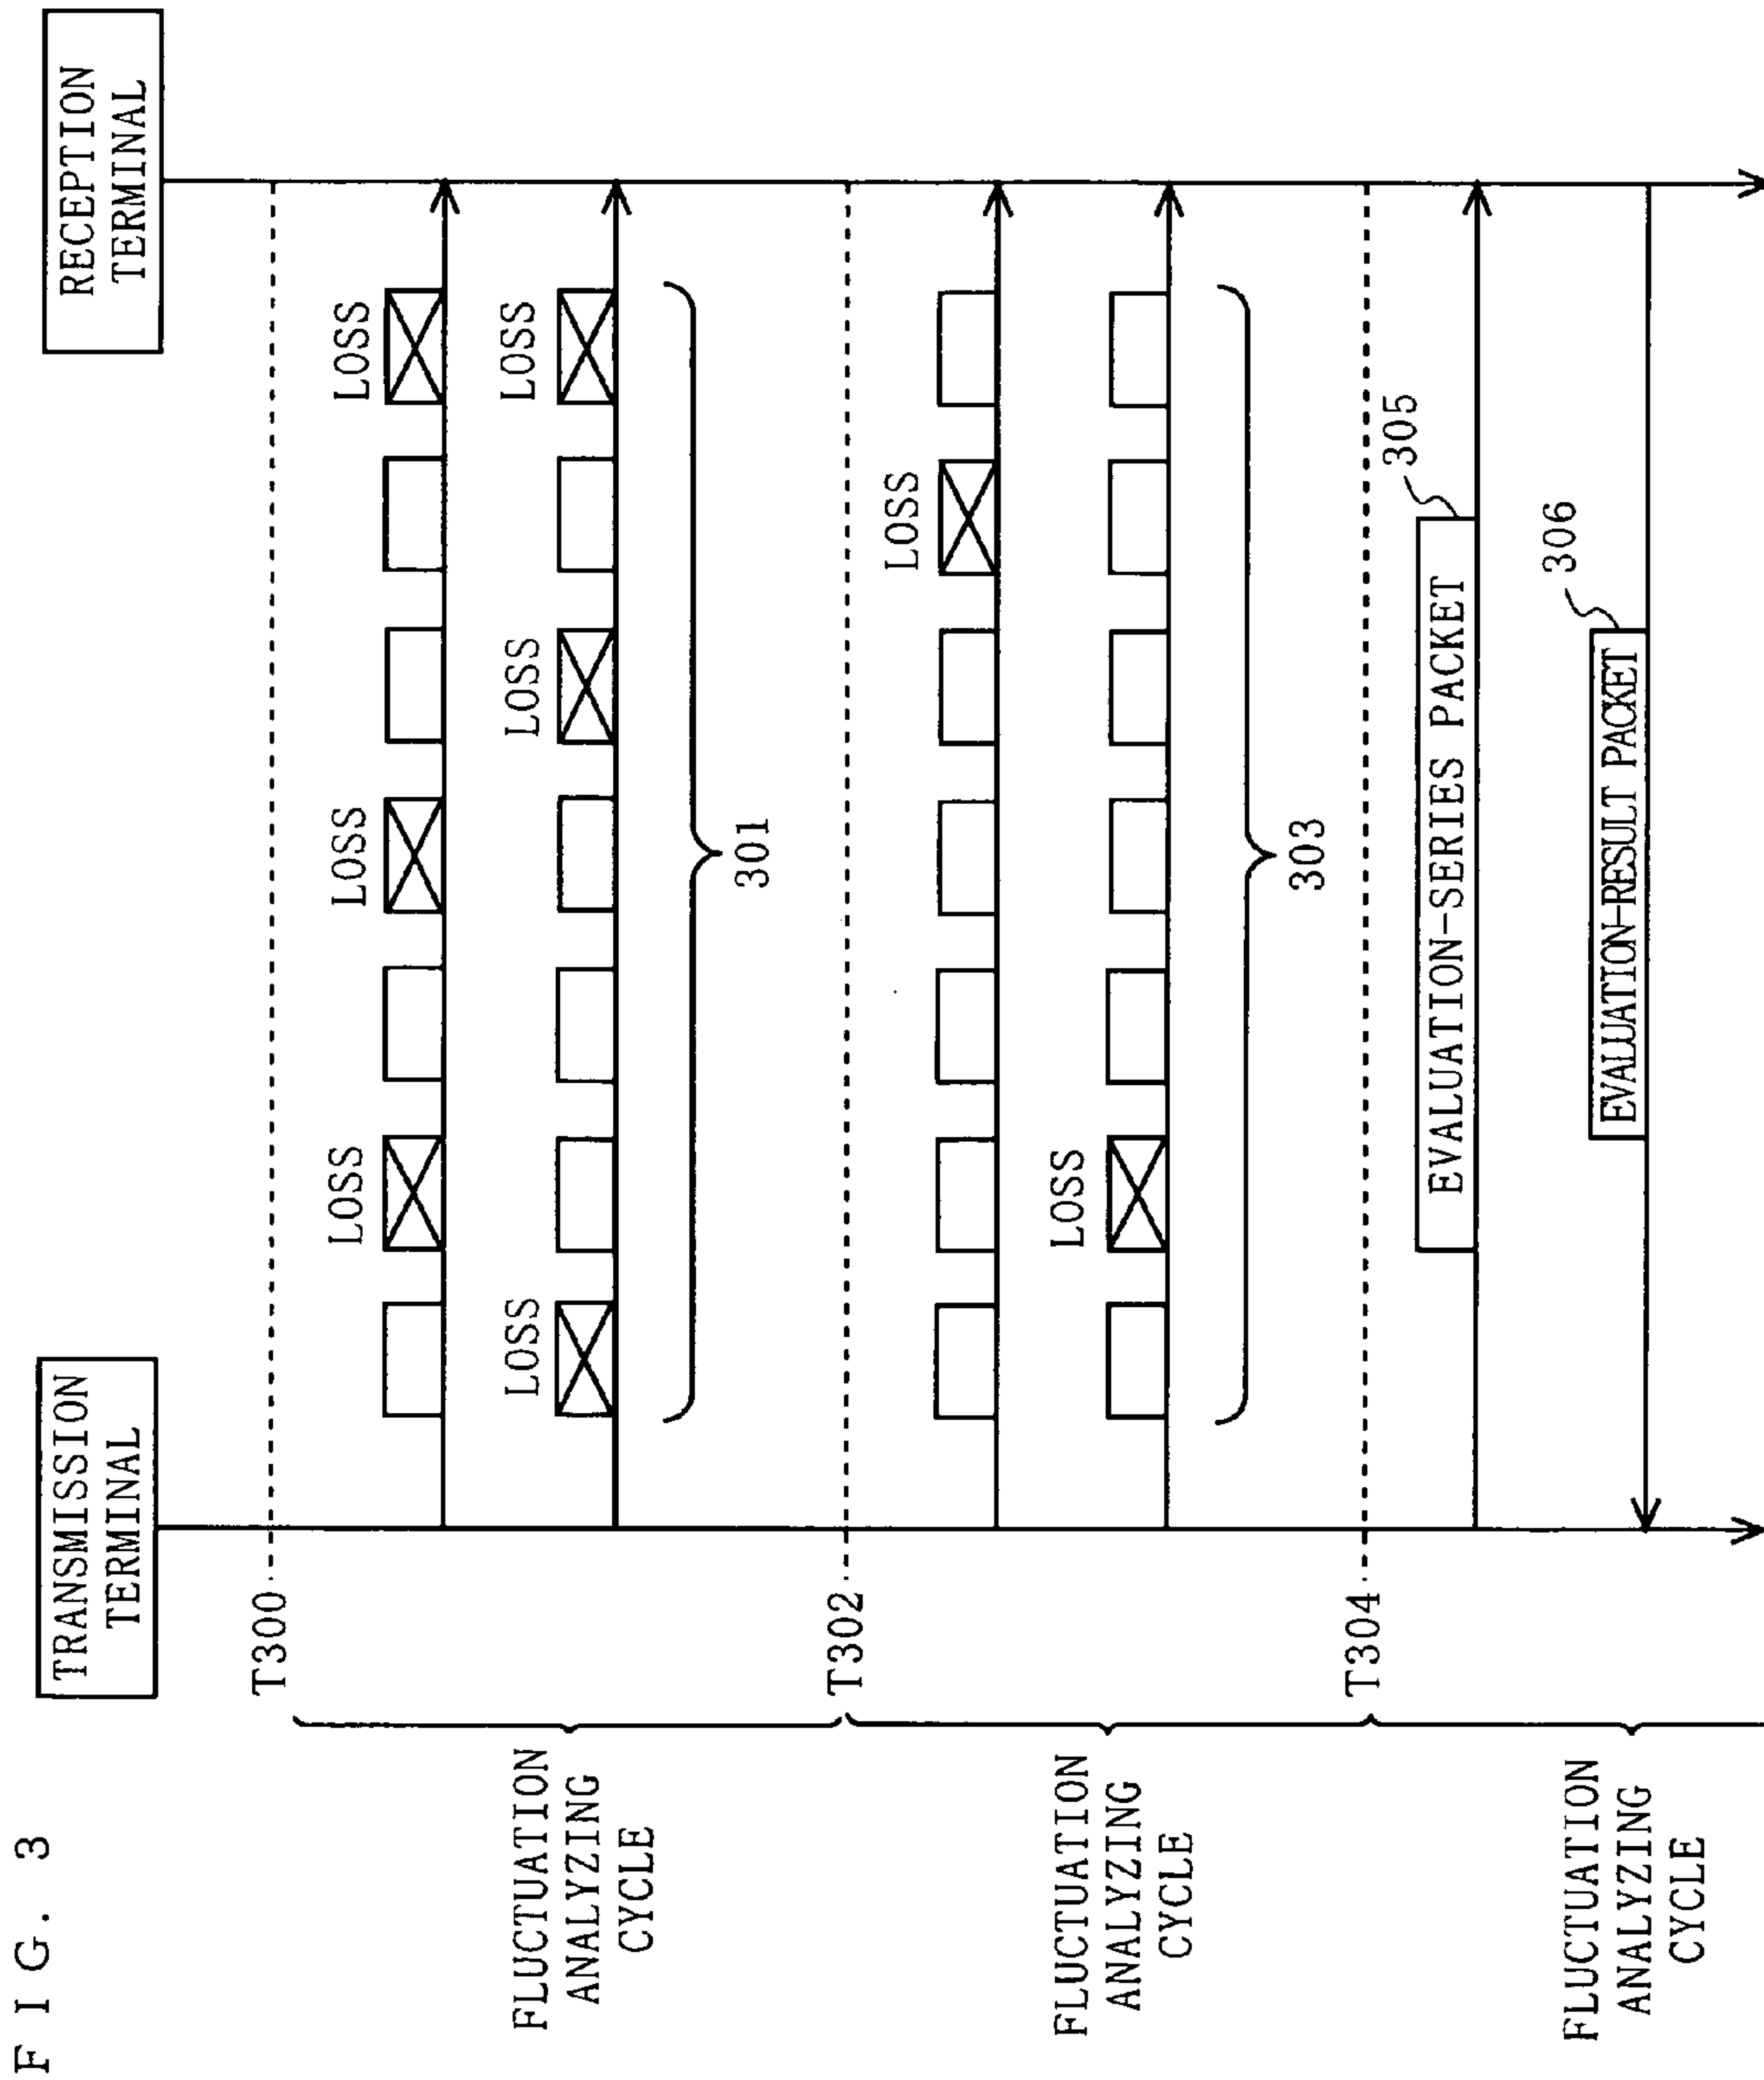 F I G. 3
TRANSMISSION
TERMINAL
RECEPTION
TERMINAL
T300
LOSS
LOSS
LOSS
FLUCTUATION
ANALYZING
CYCLE
LOSS
LOSS
LOSS
301
T302
LOSS
FLUCTUATION
ANALYZING
CYCLE
LOSS
303
T304
305
EVALUATION-SERIES PACKET
FLUCTUATION
ANALYZING
CYCLE
306
EVALUATION-RESULT PACKET